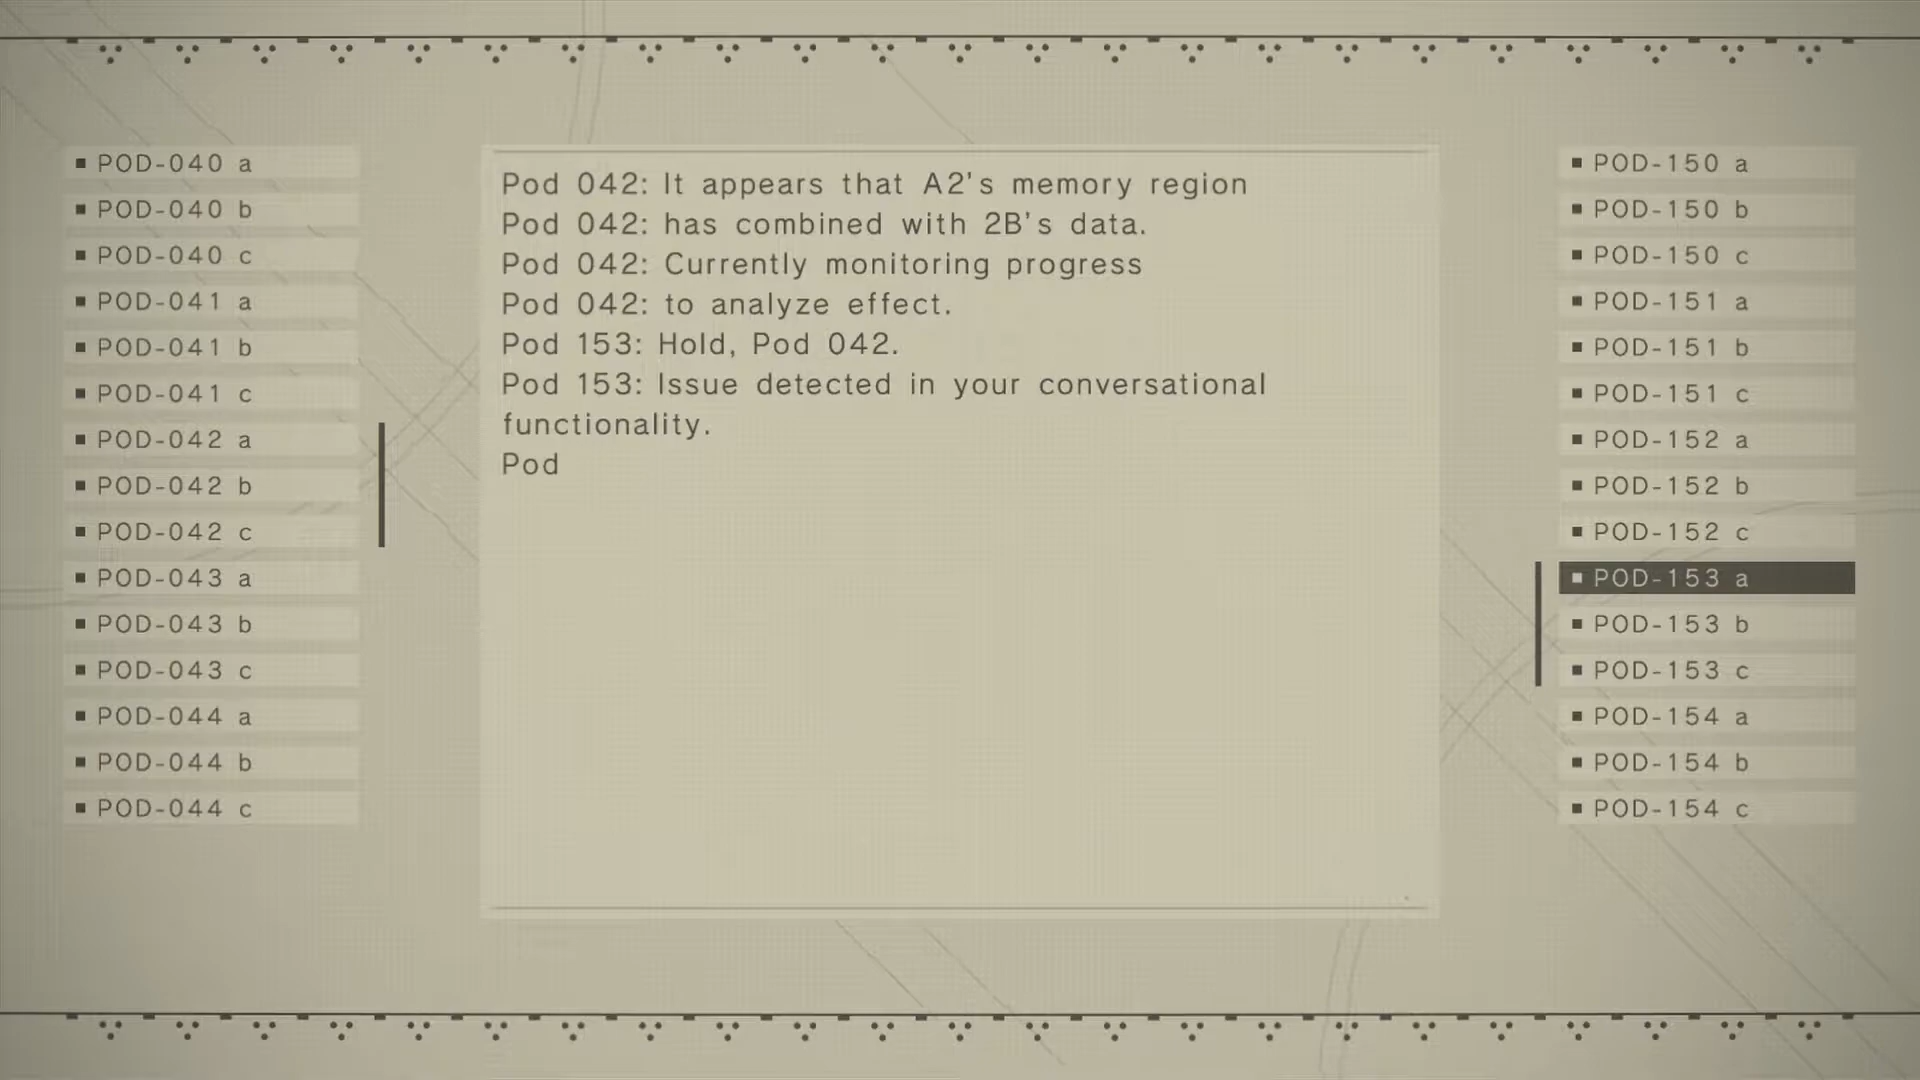 POD-040 a
POD-040 b
POD-040 c
POD-041 a
POD-041 b
POD-041 c
POD-042 a
POD-042 b
POD-042 c
POD-043 a
POD-043 b
POD-043 c
POD-044 a
POD-044 b
POD-044 c
Pod 042: It appears that A2's memory region
Pod 042: has combined with 2B's data.
Pod 042: Currently monitoring progress
Pod 042: to analyze effect.
Pod 153: Hold, Pod 042.
Pod 153: Issue detected in your conversational
functionality.
Pod
POD-150 a
POD-150 b
POD-150 c
POD-151 a
POD-151 b
POD-151 c
POD-152 a
POD-152 b
POD-152 c
POD-153 a
POD-153 b
POD-153 c
POD-154 a
POD-154 b
POD-154 c